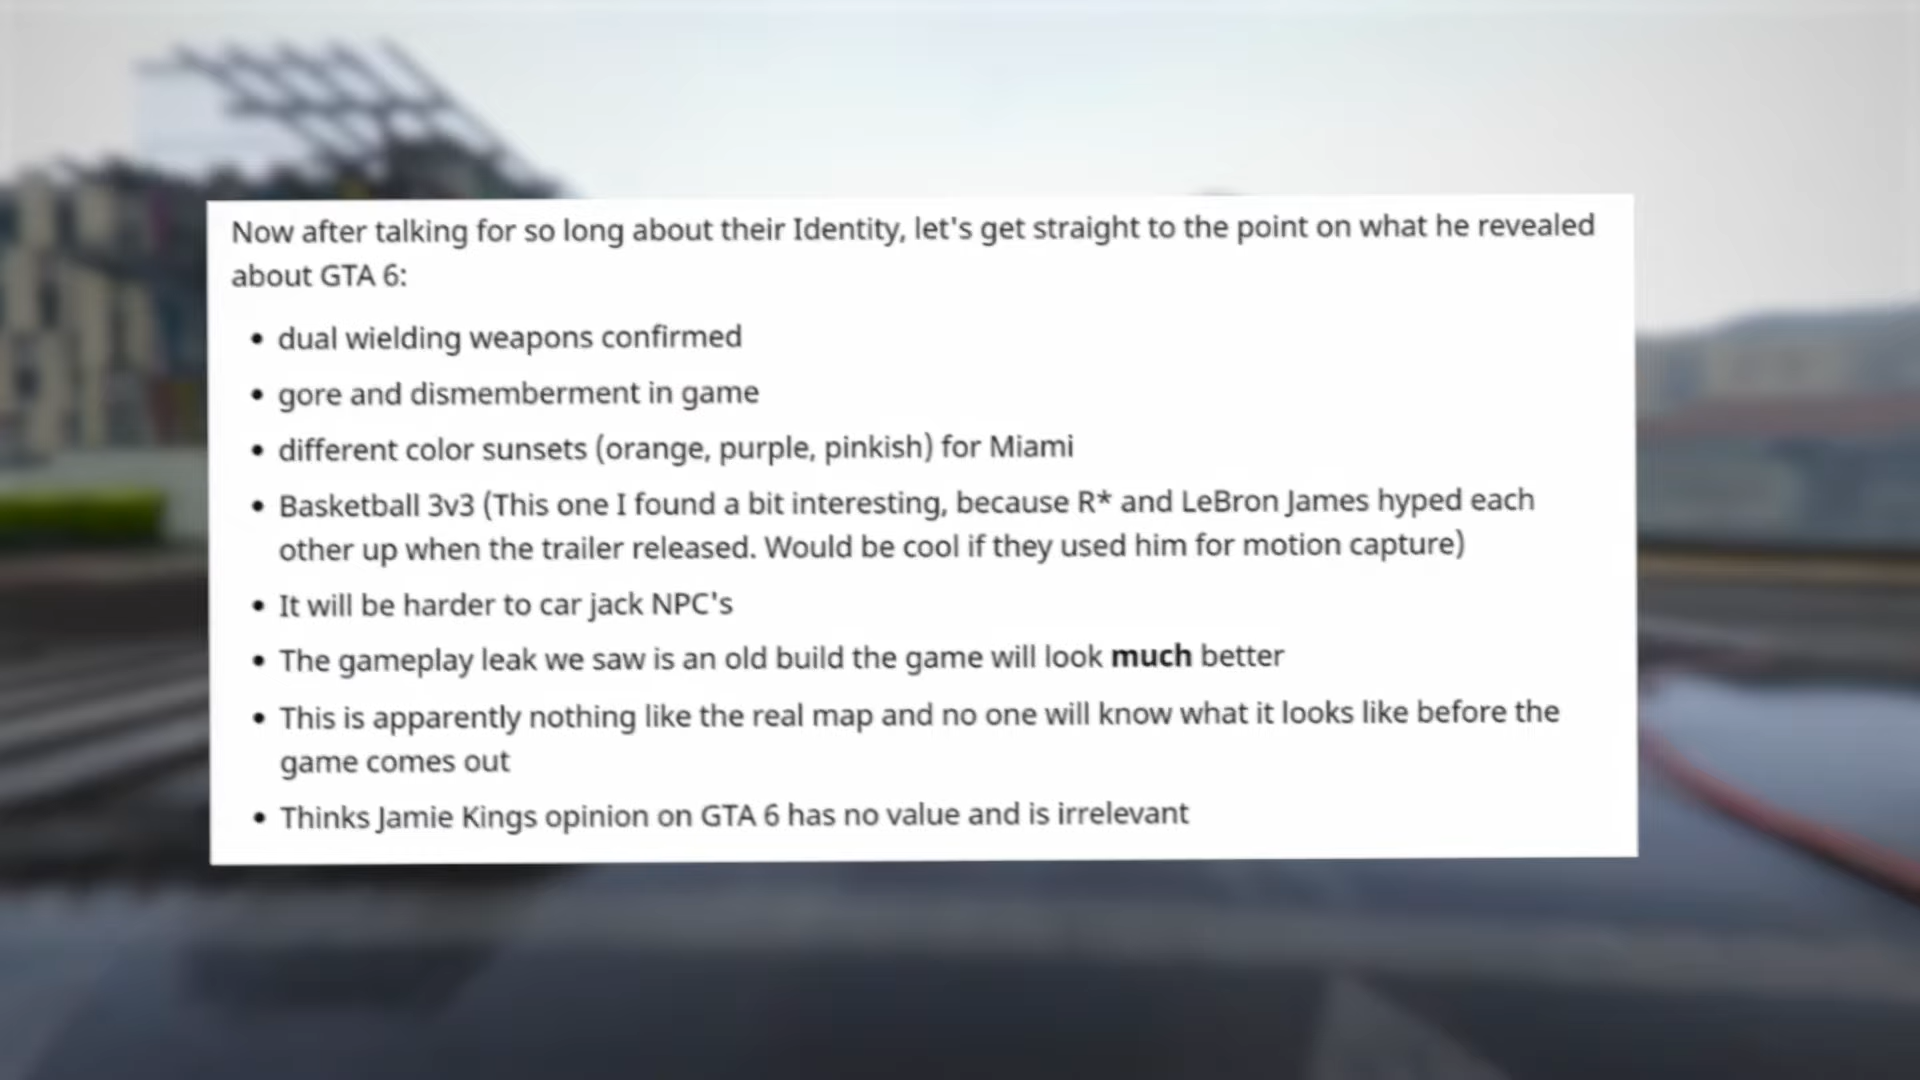 Now after talking for so long about their Identity, let's get straight to the point on what he revealed
about GTA 6:
• dual wielding weapons confirmed
• gore and dismemberment in game
• different color sunsets (orange, purple, pinkish) for Miami
• Basketball 3v3 (This one I found a bit interesting, because R* and LeBron James hyped each
other up when the trailer released. Would be cool if they used him for motion capture)
• It will be harder to car jack NPC's
• The gameplay leak we saw is an old build the game will look much better
• This is apparently nothing like the real map and no one will know what it looks like before the
game comes out
• Thinks Jamie Kings opinion on GTA 6 has no value and is irrelevant